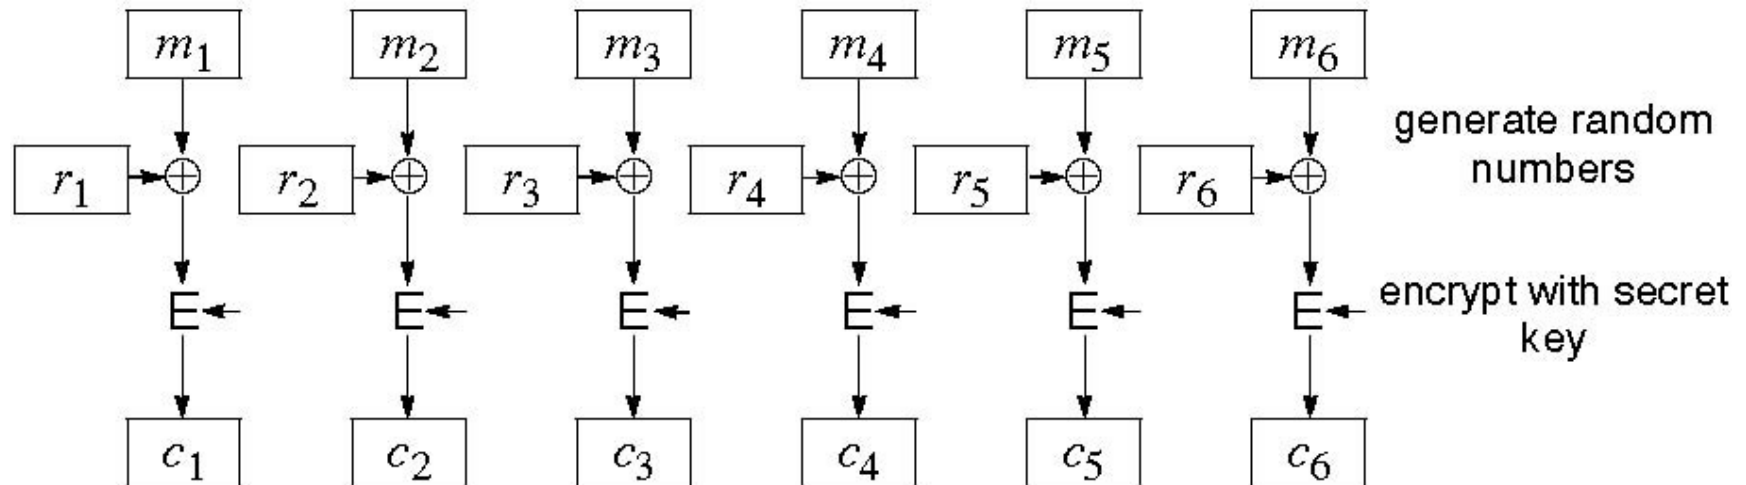 m1 m2 m3 m4 m5 m6
generate random
numbers
r1 r2 r3 r4 r5 r6
E E E E E E
encrypt with secret
key
c1 c2 c3 c4 c5 c6